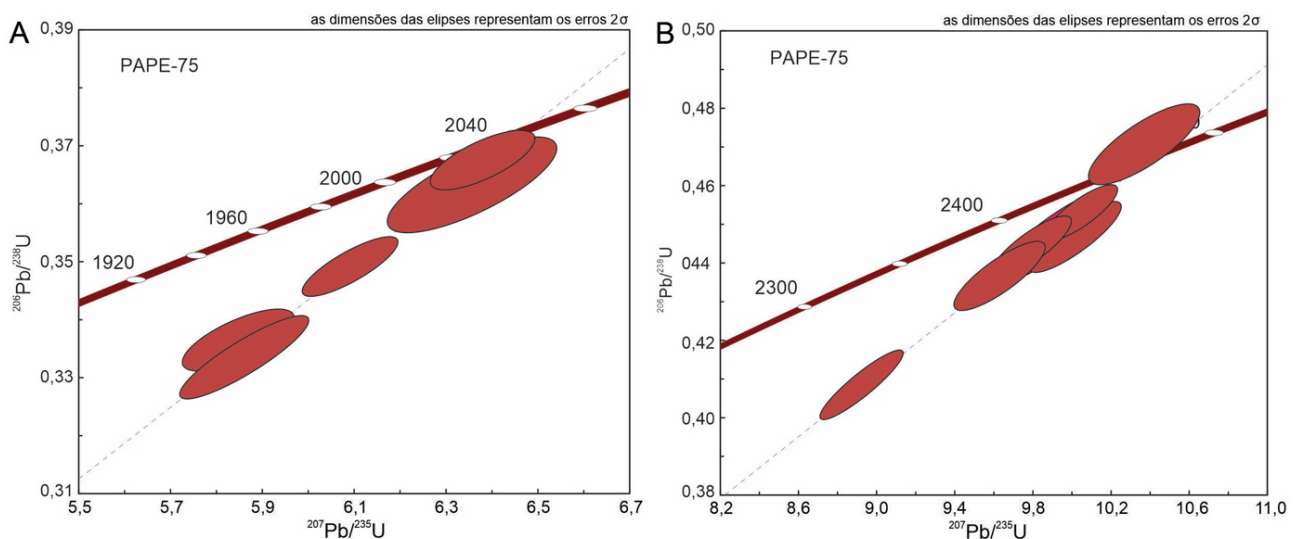 as dimensões das elipses representam os erros 2σ
A
0,39
PAPE-75
0,37
2040
2000
1960
1920
0,35
206Pb/238U
0,33
0,31
5,5 5,7 5,9 6,1 6,3 6,5 6,7
207Pb/235U
as dimensões das elipses representam os erros 2σ
B
0,50
PAPE-75
0,48
0,46
2400
206Pb/238U
044
2300
0,42
0,40
0,38
8,2 8,6 9,0 9,4 9,8 10,2 10,6 11,0
207Pb/235U